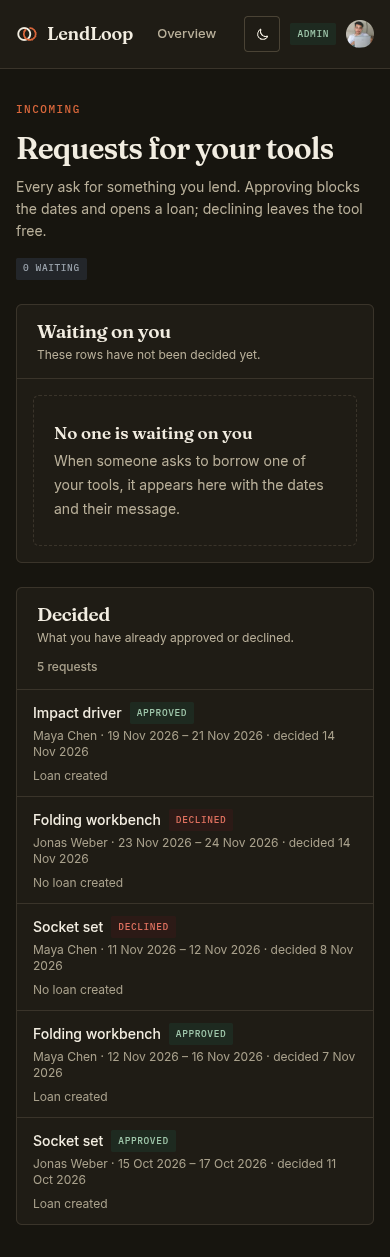 LendLoop Overview ADMIN
INCOMING
Requests for your tools
Every ask for something you lend. Approving blocks
the dates and opens a loan; declining leaves the tool
free.
0 WAITING
Waiting on you
These rows have not been decided yet.
No one is waiting on you
When someone asks to borrow one of
your tools, it appears here with the dates
and their message.
Decided
What you have already approved or declined.
5 requests
Impact driver APPROVED
Maya Chen · 19 Nov 2026 – 21 Nov 2026 · decided 14
Nov 2026
Loan created
Folding workbench DECLINED
Jonas Weber · 23 Nov 2026 – 24 Nov 2026 · decided 14
Nov 2026
No loan created
Socket set DECLINED
Maya Chen · 11 Nov 2026 – 12 Nov 2026 · decided 8 Nov
2026
No loan created
Folding workbench APPROVED
Maya Chen · 12 Nov 2026 – 16 Nov 2026 · decided 7 Nov
2026
Loan created
Socket set APPROVED
Jonas Weber · 15 Oct 2026 – 17 Oct 2026 · decided 11
Oct 2026
Loan created